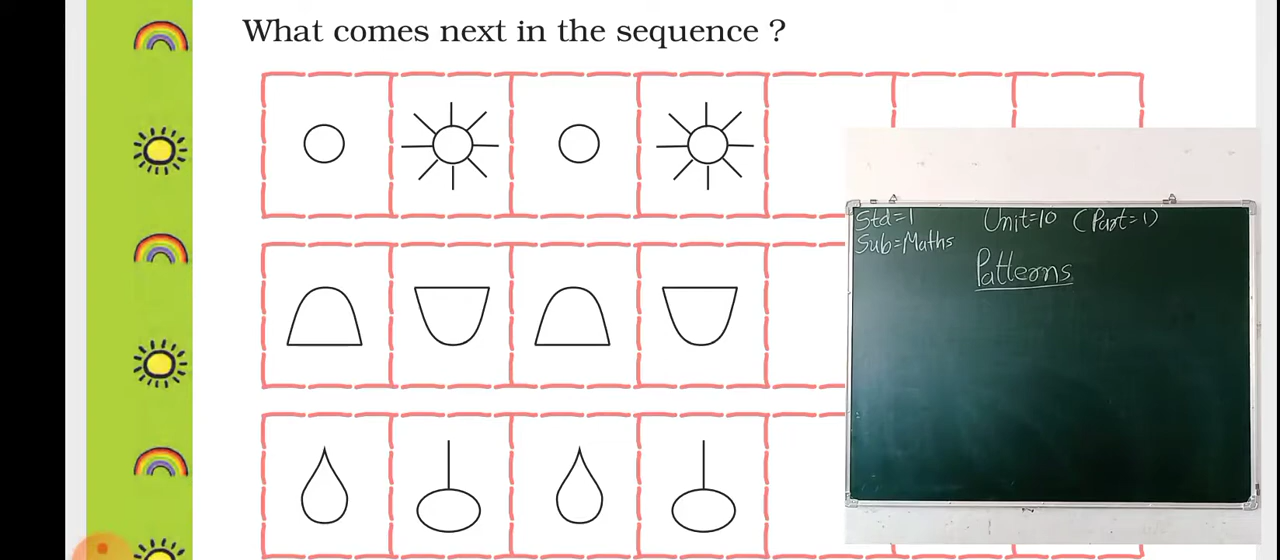 What comes next in the sequence ?
Std=1 Unit=10 (Part=1)
Sub=Maths
Patterns